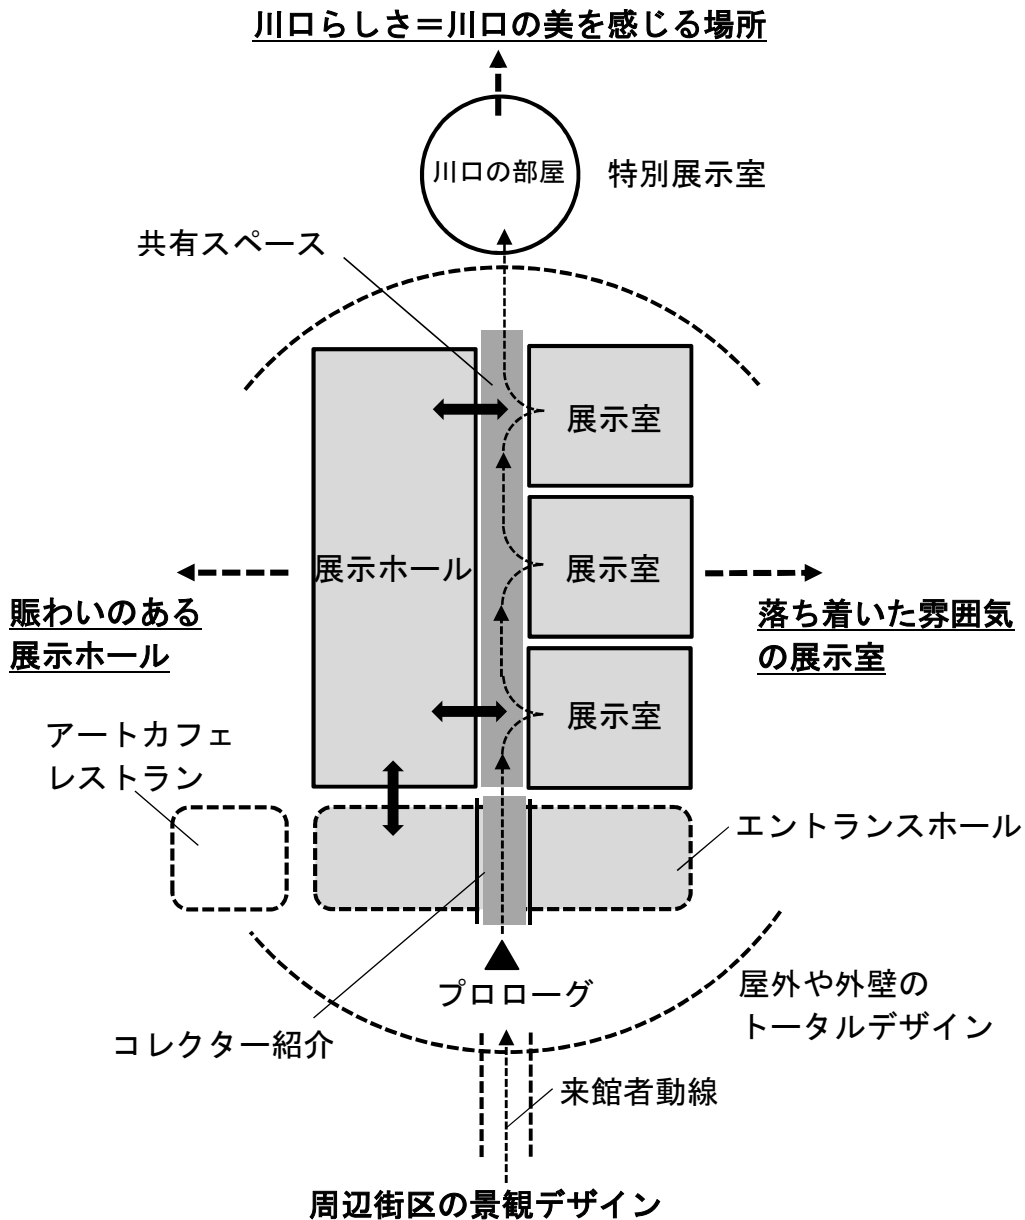 川口らしさ＝川口の美を感じる場所
川口の部屋
特別展示室
共有スペース
展示室
展示ホール
展示室
賑わいのある
展示ホール
落ち着いた雰囲気
の展示室
展示室
アートカフェ
レストラン
エントランスホール
プロローグ
屋外や外壁の
トータルデザイン
コレクター紹介
来館者動線
周辺街区の景観デザイン